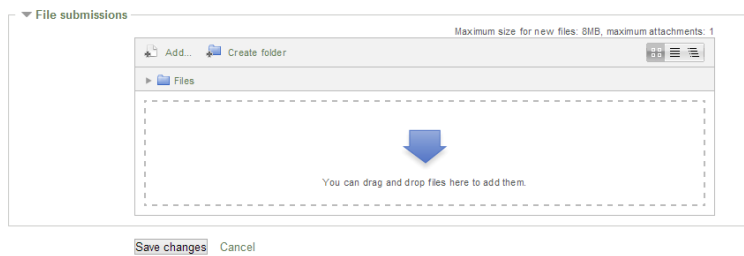 File submissions
Maximum size for new files: 8MB, maximum attachments: 1
Add... Create folder
Files
You can drag and drop files here to add them.
Save changes Cancel